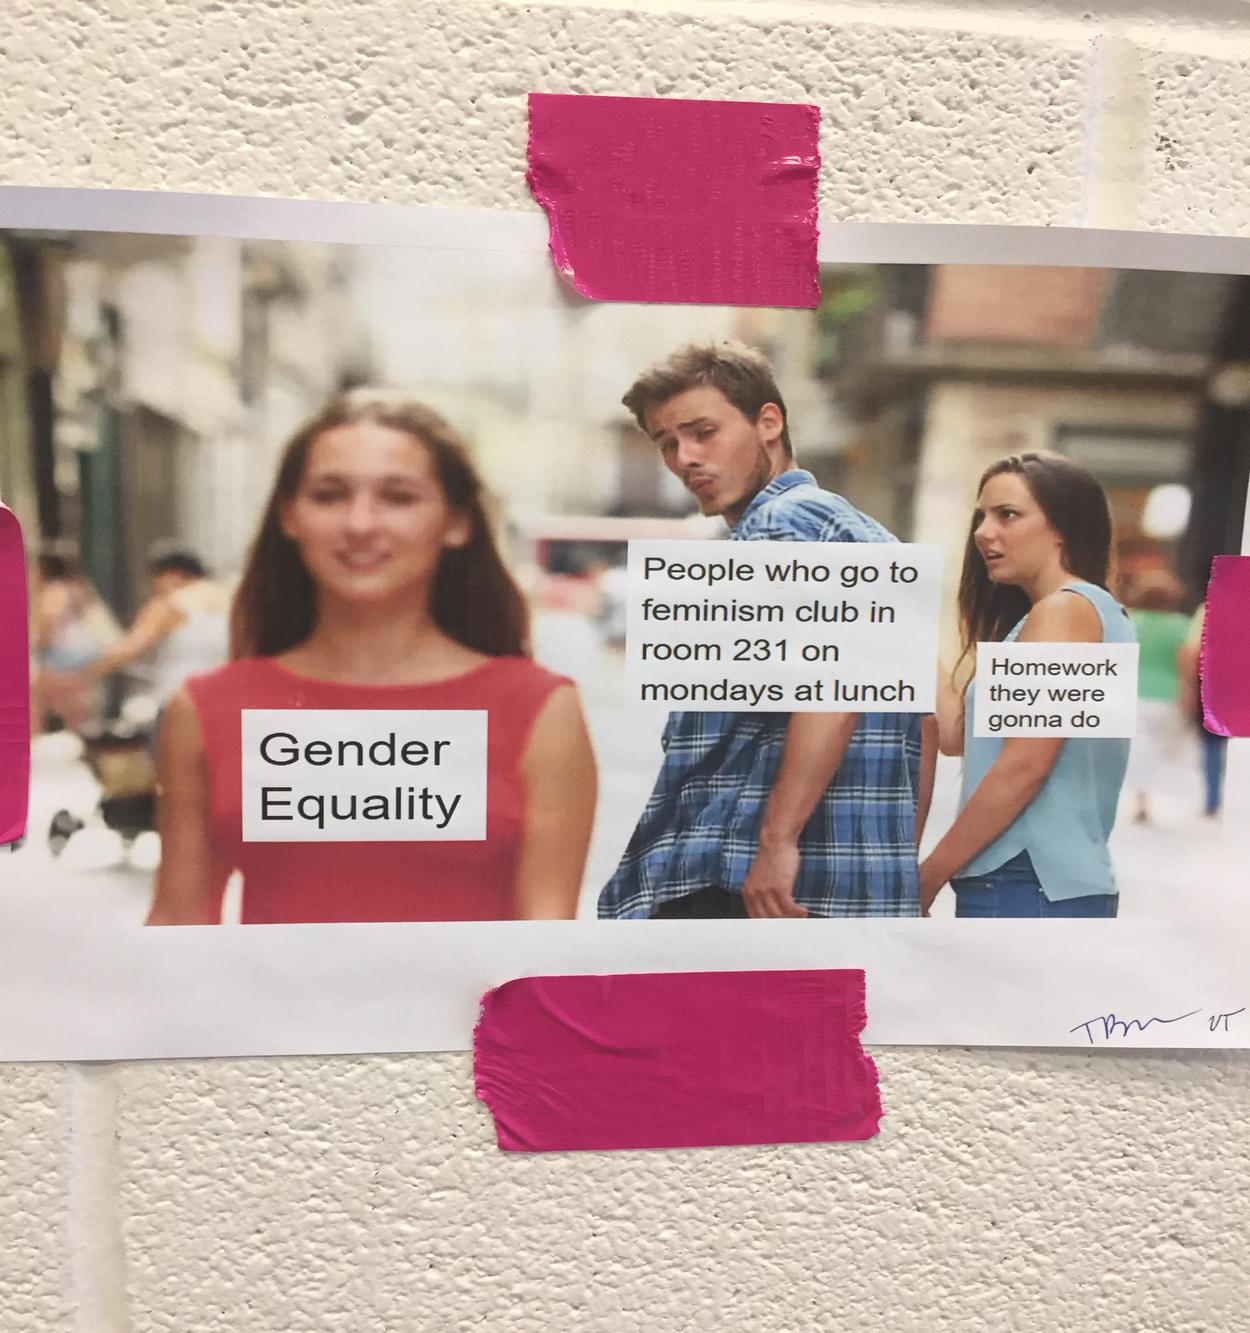 Gender
Equality
People who go to
feminism club in
room 231 on
mondays at lunch
Homework
they were
gonna do